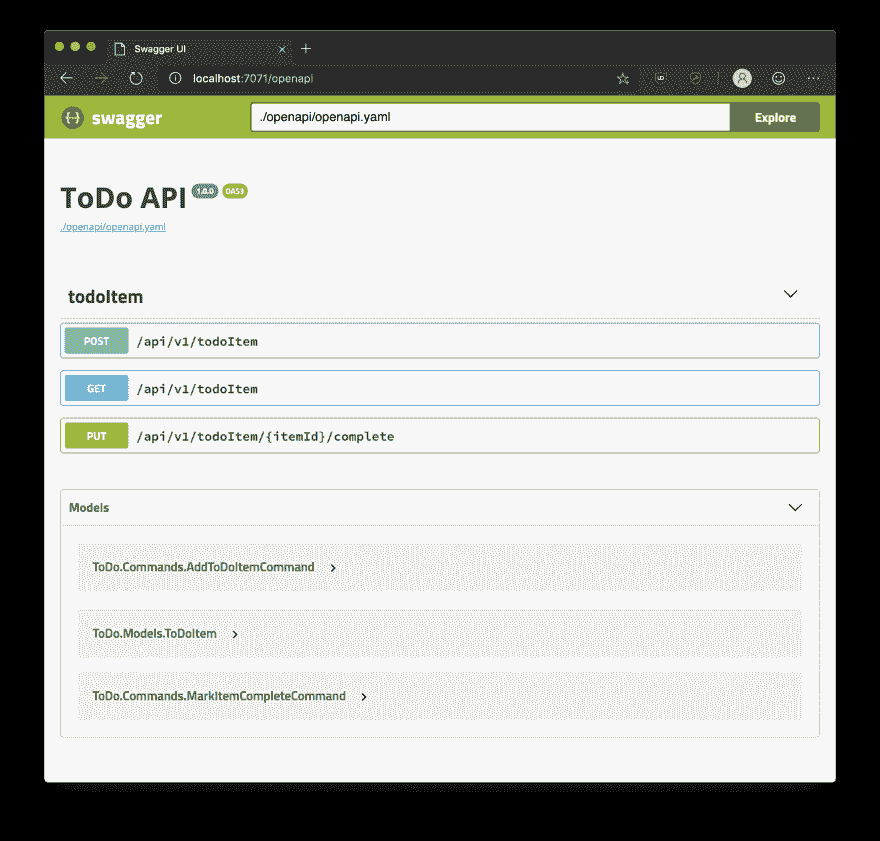 Swagger UI
localhost:7071/openapi
swagger
./openapi/openapi.yaml
Explore
ToDo API 1.0.0 OAS3
./openapi/openapi.yaml
todoItem
POST /api/v1/todoItem
GET /api/v1/todoItem
PUT /api/v1/todoItem/{itemId}/complete
Models
ToDo.Commands.AddToDoItemCommand
ToDo.Models.ToDoItem
ToDo.Commands.MarkItemCompleteCommand